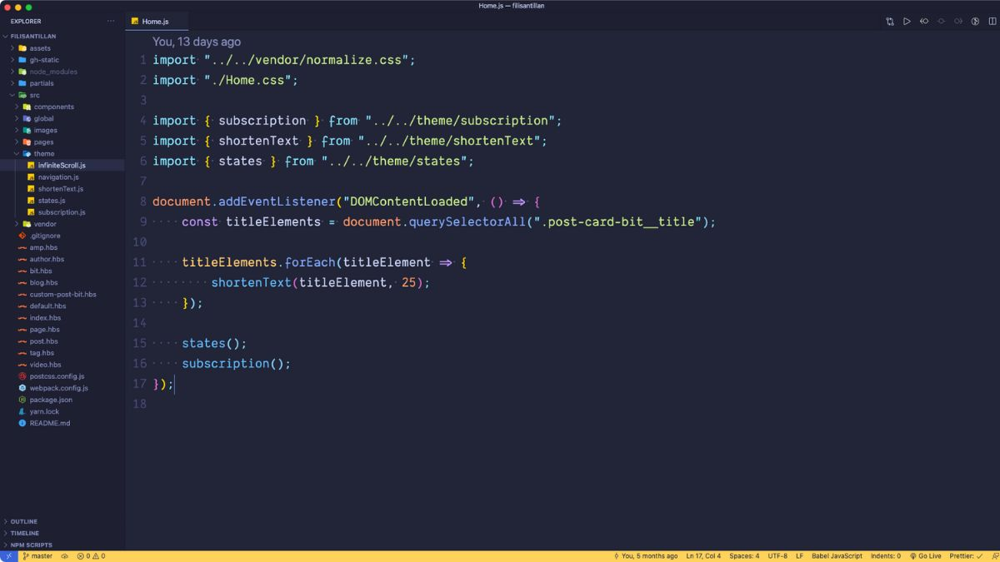 Home.js — filisantillan
EXPLORER
FILISANTILLAN
assets
gh-static
node_modules
partials
src
components
global
images
pages
theme
infiniteScroll.js
navigation.js
shortenText.js
states.js
subscription.js
vendor
.gitignore
amp.hbs
author.hbs
bit.hbs
blog.hbs
custom-post-bit.hbs
default.hbs
index.hbs
page.hbs
post.hbs
tag.hbs
video.hbs
postcss.config.js
webpack.config.js
package.json
yarn.lock
README.md
OUTLINE
TIMELINE
NPM SCRIPTS
Home.js
You, 13 days ago
1 import "../../vendor/normalize.css";
2 import "./Home.css";
3
4 import { subscription } from "../../theme/subscription";
5 import { shortenText } from "../../theme/shortenText";
6 import { states } from "../../theme/states";
7
8 document.addEventListener("DOMContentLoaded", () => {
9     const titleElements = document.querySelectorAll(".post-card-bit__title");
10
11     titleElements.forEach(titleElement => {
12         shortenText(titleElement, 25);
13     });
14
15     states();
16     subscription();
17 });
18
master 0 0 You, 5 months ago Ln 17, Col 4 Spaces: 4 UTF-8 LF Babel JavaScript Indents: 0 Go Live Prettier: ✓